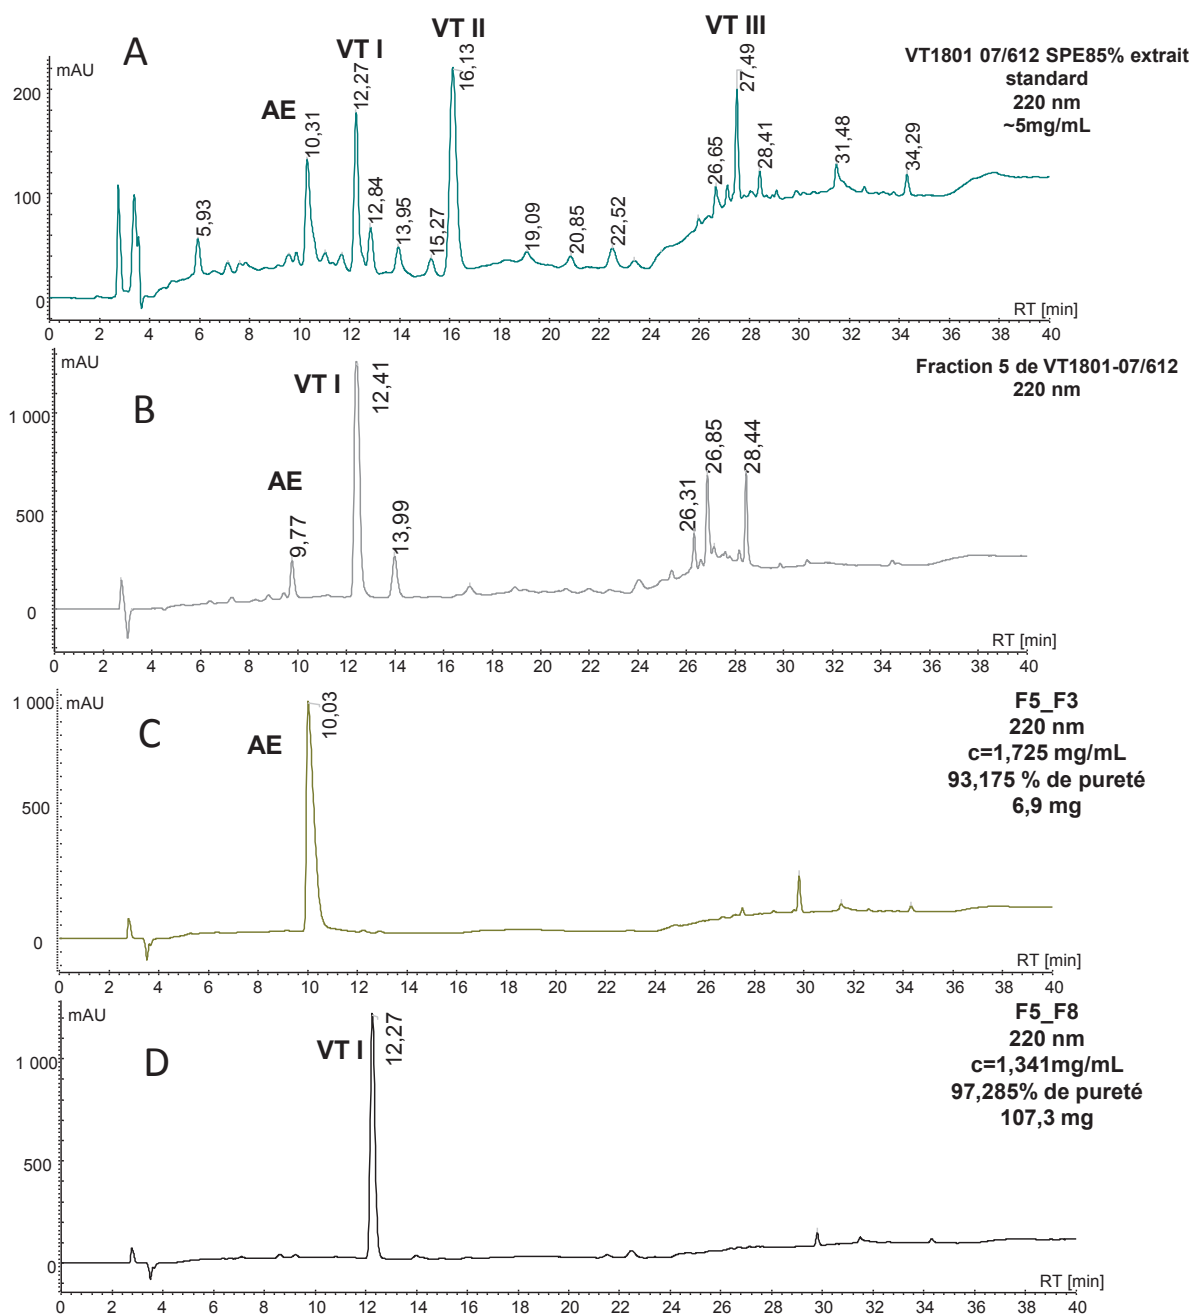 A
mAU
200
100
0
AE
VT I
VT II
VT III
5,93
10,31
12,27
12,84
13,95
15,27
16,13
19,09
20,85
22,52
26,65
27,49
28,41
31,48
34,29
VT1801 07/612 SPE85% extrait
standard
220 nm
~5mg/mL
RT [min]
0 2 4 6 8 10 12 14 16 18 20 22 24 26 28 30 32 34 36 38 40
B
mAU
1 000
500
0
AE
VT I
9,77
12,41
13,99
26,31
26,85
28,44
Fraction 5 de VT1801-07/612
220 nm
RT [min]
0 2 4 6 8 10 12 14 16 18 20 22 24 26 28 30 32 34 36 38 40
C
1 000
mAU
500
0
AE
10,03
F5_F3
220 nm
c=1,725 mg/mL
93,175 % de pureté
6,9 mg
RT [min]
0 2 4 6 8 10 12 14 16 18 20 22 24 26 28 30 32 34 36 38 40
D
mAU
1 000
500
0
VT I
12,27
F5_F8
220 nm
c=1,341mg/mL
97,285% de pureté
107,3 mg
RT [min]
0 2 4 6 8 10 12 14 16 18 20 22 24 26 28 30 32 34 36 38 40